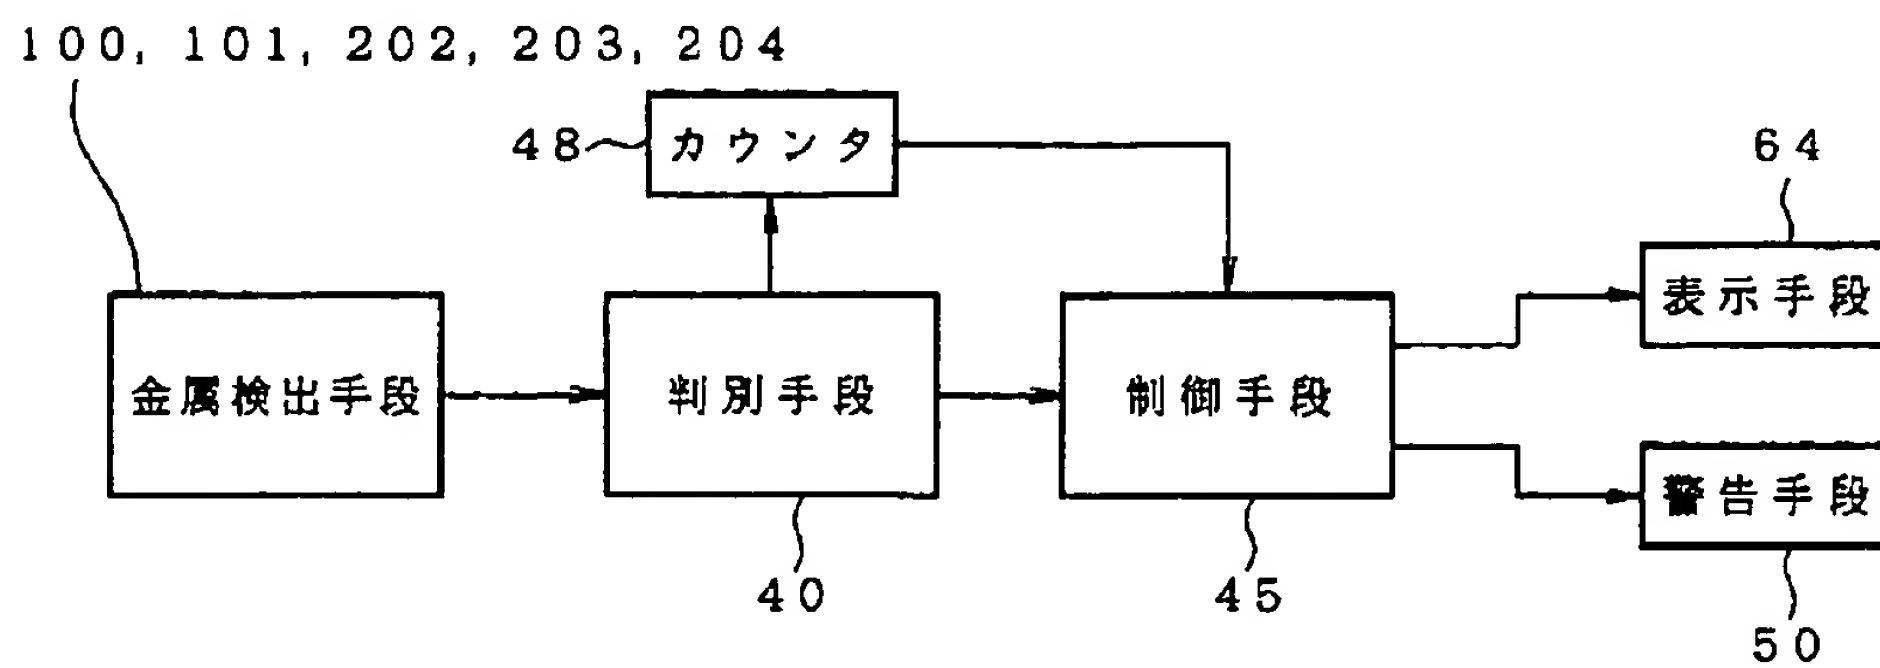 100, 101, 202, 203, 204
48
カウンタ
64
表示手段
金属検出手段
判別手段
制御手段
警告手段
40
45
50